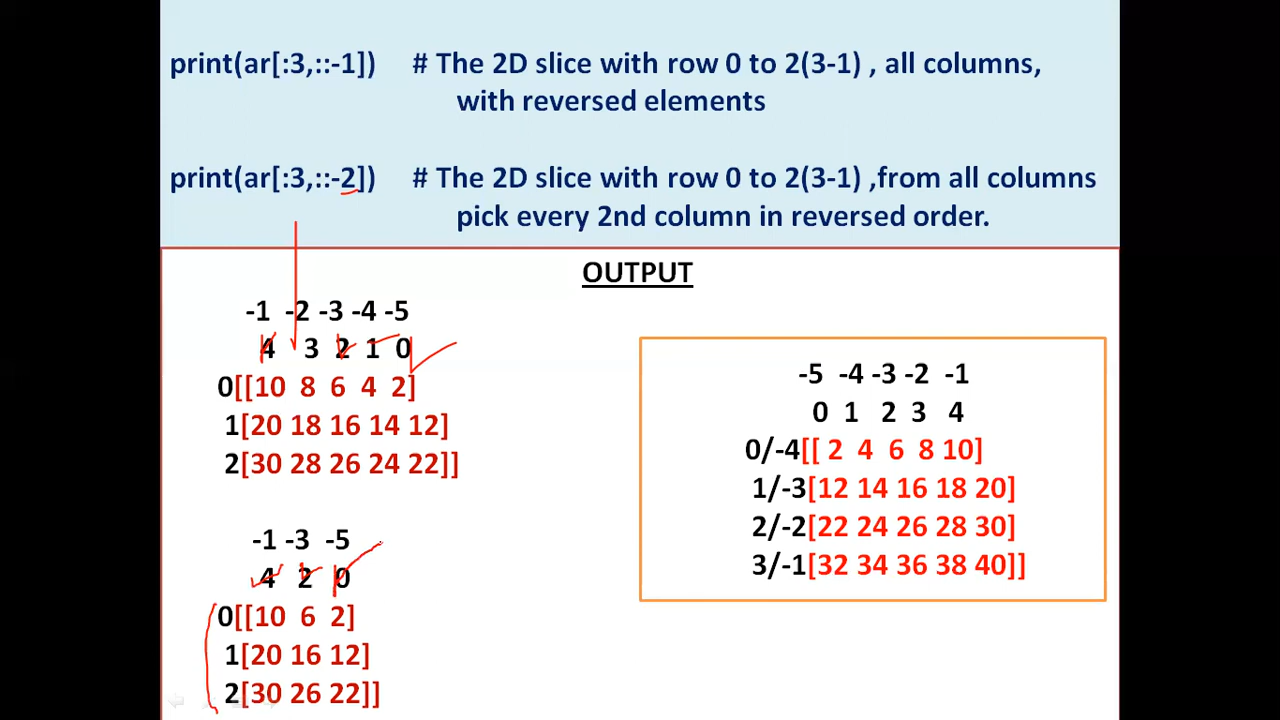 print(ar[:3,::-1]) # The 2D slice with row 0 to 2(3-1) , all columns,
with reversed elements
print(ar[:3,::-2]) # The 2D slice with row 0 to 2(3-1) ,from all columns
pick every 2nd column in reversed order.
OUTPUT
-1 -2 -3 -4 -5
4 3 2 1 0
0[[10 8 6 4 2]
1[20 18 16 14 12]
2[30 28 26 24 22]]
-1 -3 -5
4 2 0
0[[10 6 2]
1[20 16 12]
2[30 26 22]]
-5 -4 -3 -2 -1
0 1 2 3 4
0/-4[[ 2 4 6 8 10]
1/-3[12 14 16 18 20]
2/-2[22 24 26 28 30]
3/-1[32 34 36 38 40]]